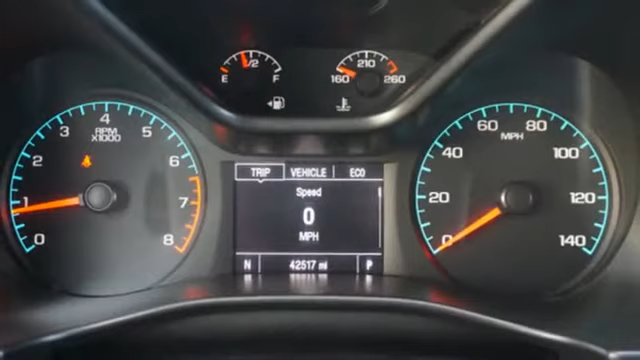 E 1/2 F
160 210 260
0 1 2 3 4 5 6 7 8
RPM
X1000
TRIP VEHICLE ECO
Speed
0
MPH
N 42517 mi P
0 20 40 60 80 100 120 140
MPH